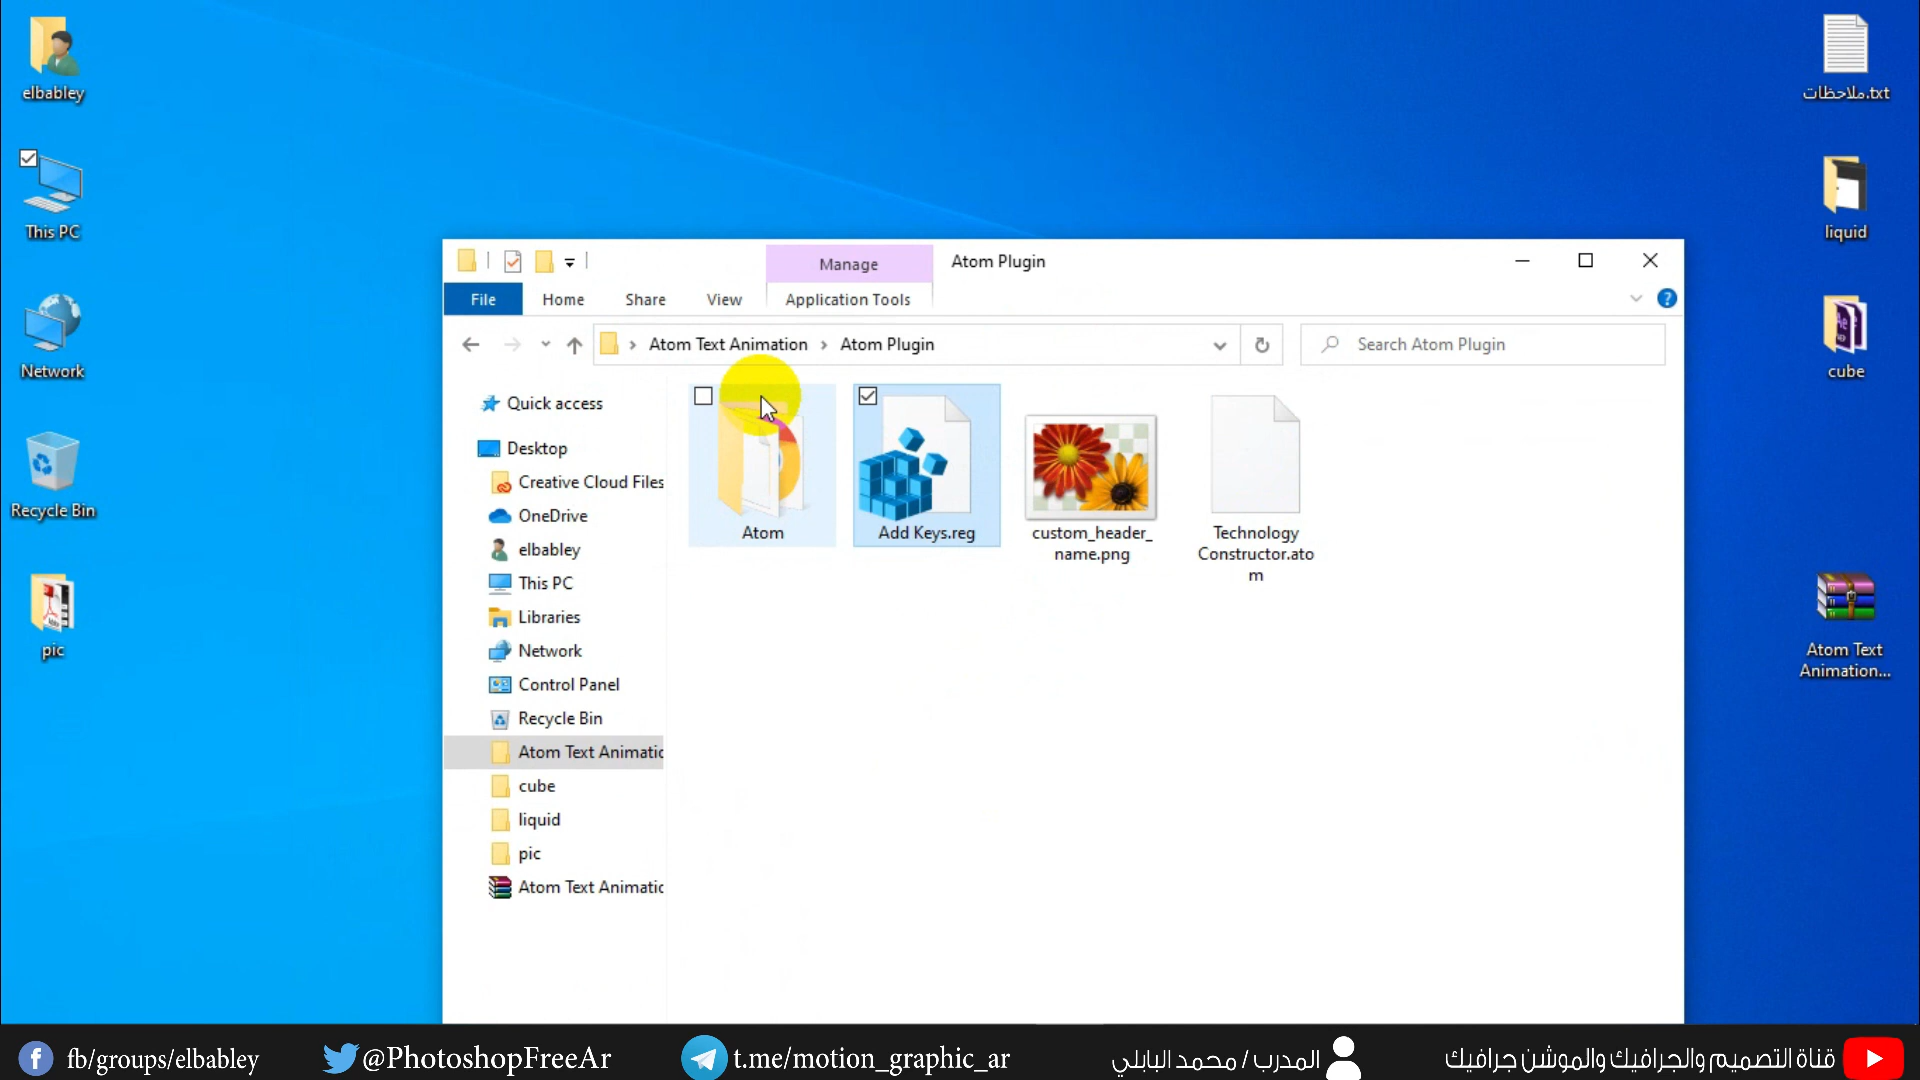 elbabley
This PC
Network
Recycle Bin
pic
ملاحظات.txt
liquid
cube
Atom Text
Animation...
Manage
Atom Plugin
File
Home
Share
View
Application Tools
Atom Text Animation
Atom Plugin
Search Atom Plugin
Quick access
Desktop
Creative Cloud Files
OneDrive
elbabley
This PC
Libraries
Network
Control Panel
Recycle Bin
Atom Text Animatic
cube
liquid
pic
Atom Text Animatic
Atom
Add Keys.reg
custom_header_
name.png
Technology
Constructor.ato
m
fb/groups/elbabley
@PhotoshopFreeAr
t.me/motion_graphic_ar
المدرب / محمد البابلي
قناة التصميم والجرافيك والموشن جرافيك